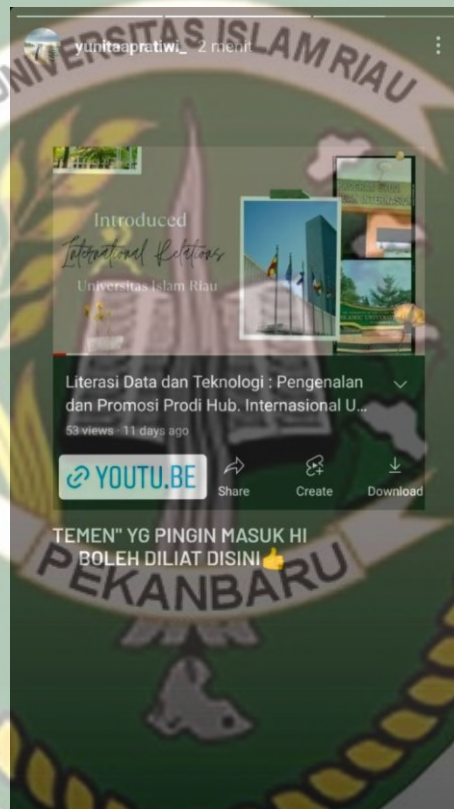 UNIVERSITAS ISLAM RIAU
yunitaapratiwi_ 2 menit
Introduced
International Relations
Universitas Islam Riau
Literasi Data dan Teknologi : Pengenalan
dan Promosi Prodi Hub. Internasional U...
53 views · 11 days ago
YOUTU.BE
Share
Create
Download
TEMEN" YG PINGIN MASUK HI
BOLEH DILIAT DISINI👍
PEKANBARU